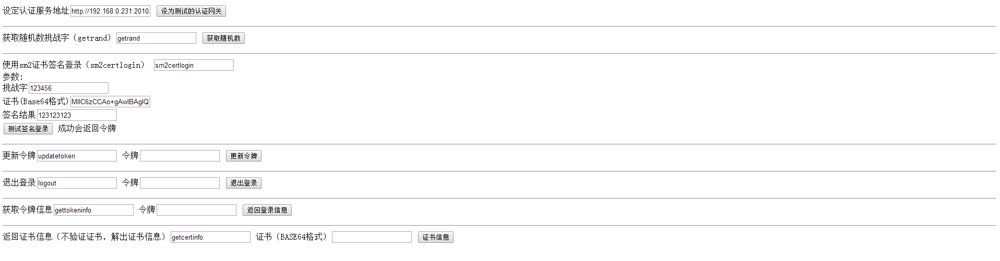 设定认证服务地址 http://192.168.0.231:2010/ 设为测试的认证网关
获取随机数挑战字（getrand） getrand 获取随机数
使用sm2证书签名登录（sm2certlogin） sm2certlogin
参数:
挑战字 123456
证书(Base64格式) MIIC6zCCAo+gAwIBAgIQ
签名结果 123123123
测试签名登录 成功会返回令牌
更新令牌 updatetoken 令牌 更新令牌
退出登录 logout 令牌 退出登录
获取令牌信息 gettokeninfo 令牌 返回登录信息
返回证书信息（不验证证书，解出证书信息） getcertinfo 证书（BASE64格式） 证书信息